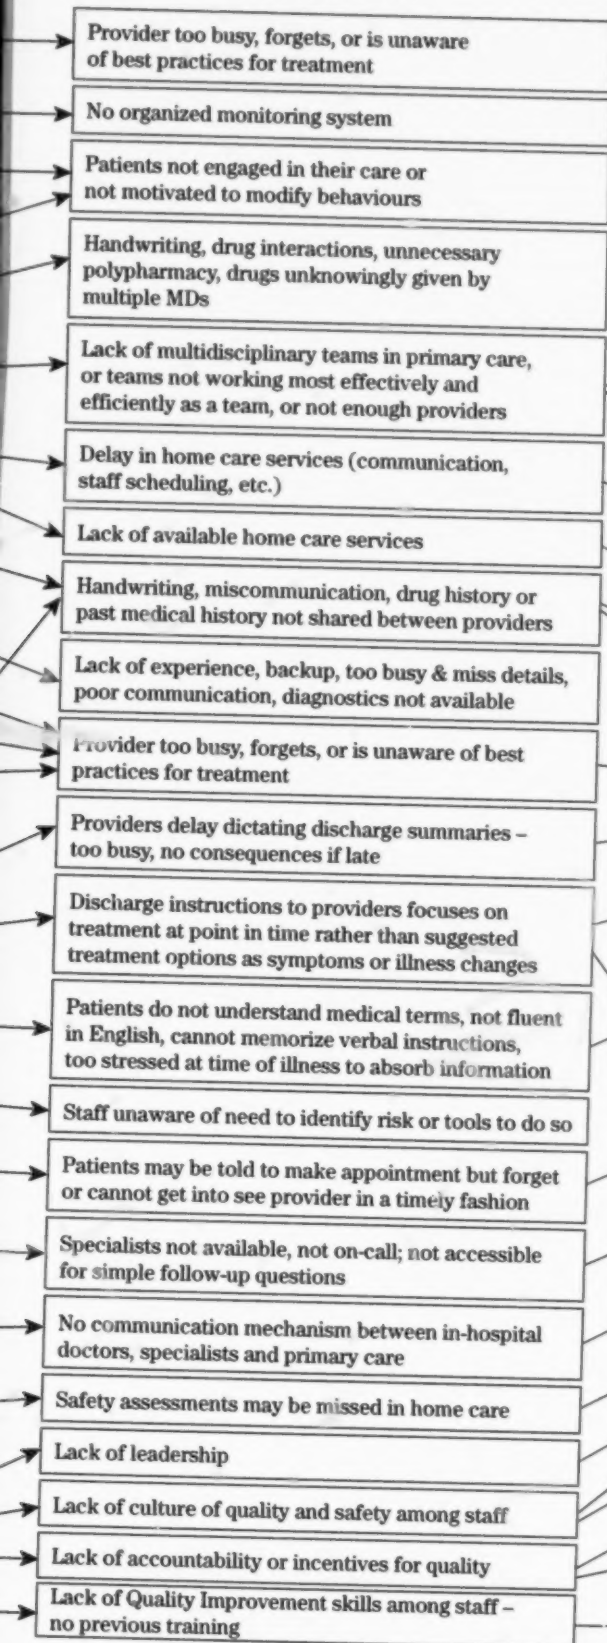 Provider too busy, forgets, or is unaware
of best practices for treatment
No organized monitoring system
Patients not engaged in their care or
not motivated to modify behaviours
Handwriting, drug interactions, unnecessary
polypharmacy, drugs unknowingly given by
multiple MDs
Lack of multidisciplinary teams in primary care,
or teams not working most effectively and
efficiently as a team, or not enough providers
Delay in home care services (communication,
staff scheduling, etc.)
Lack of available home care services
Handwriting, miscommunication, drug history or
past medical history not shared between providers
Lack of experience, backup, too busy & miss details,
poor communication, diagnostics not available
Provider too busy, forgets, or is unaware of best
practices for treatment
Providers delay dictating discharge summaries –
too busy, no consequences if late
Discharge instructions to providers focuses on
treatment at point in time rather than suggested
treatment options as symptoms or illness changes
Patients do not understand medical terms, not fluent
in English, cannot memorize verbal instructions,
too stressed at time of illness to absorb information
Staff unaware of need to identify risk or tools to do so
Patients may be told to make appointment but forget
or cannot get into see provider in a timely fashion
Specialists not available, not on-call; not accessible
for simple follow-up questions
No communication mechanism between in-hospital
doctors, specialists and primary care
Safety assessments may be missed in home care
Lack of leadership
Lack of culture of quality and safety among staff
Lack of accountability or incentives for quality
Lack of Quality Improvement skills among staff –
no previous training